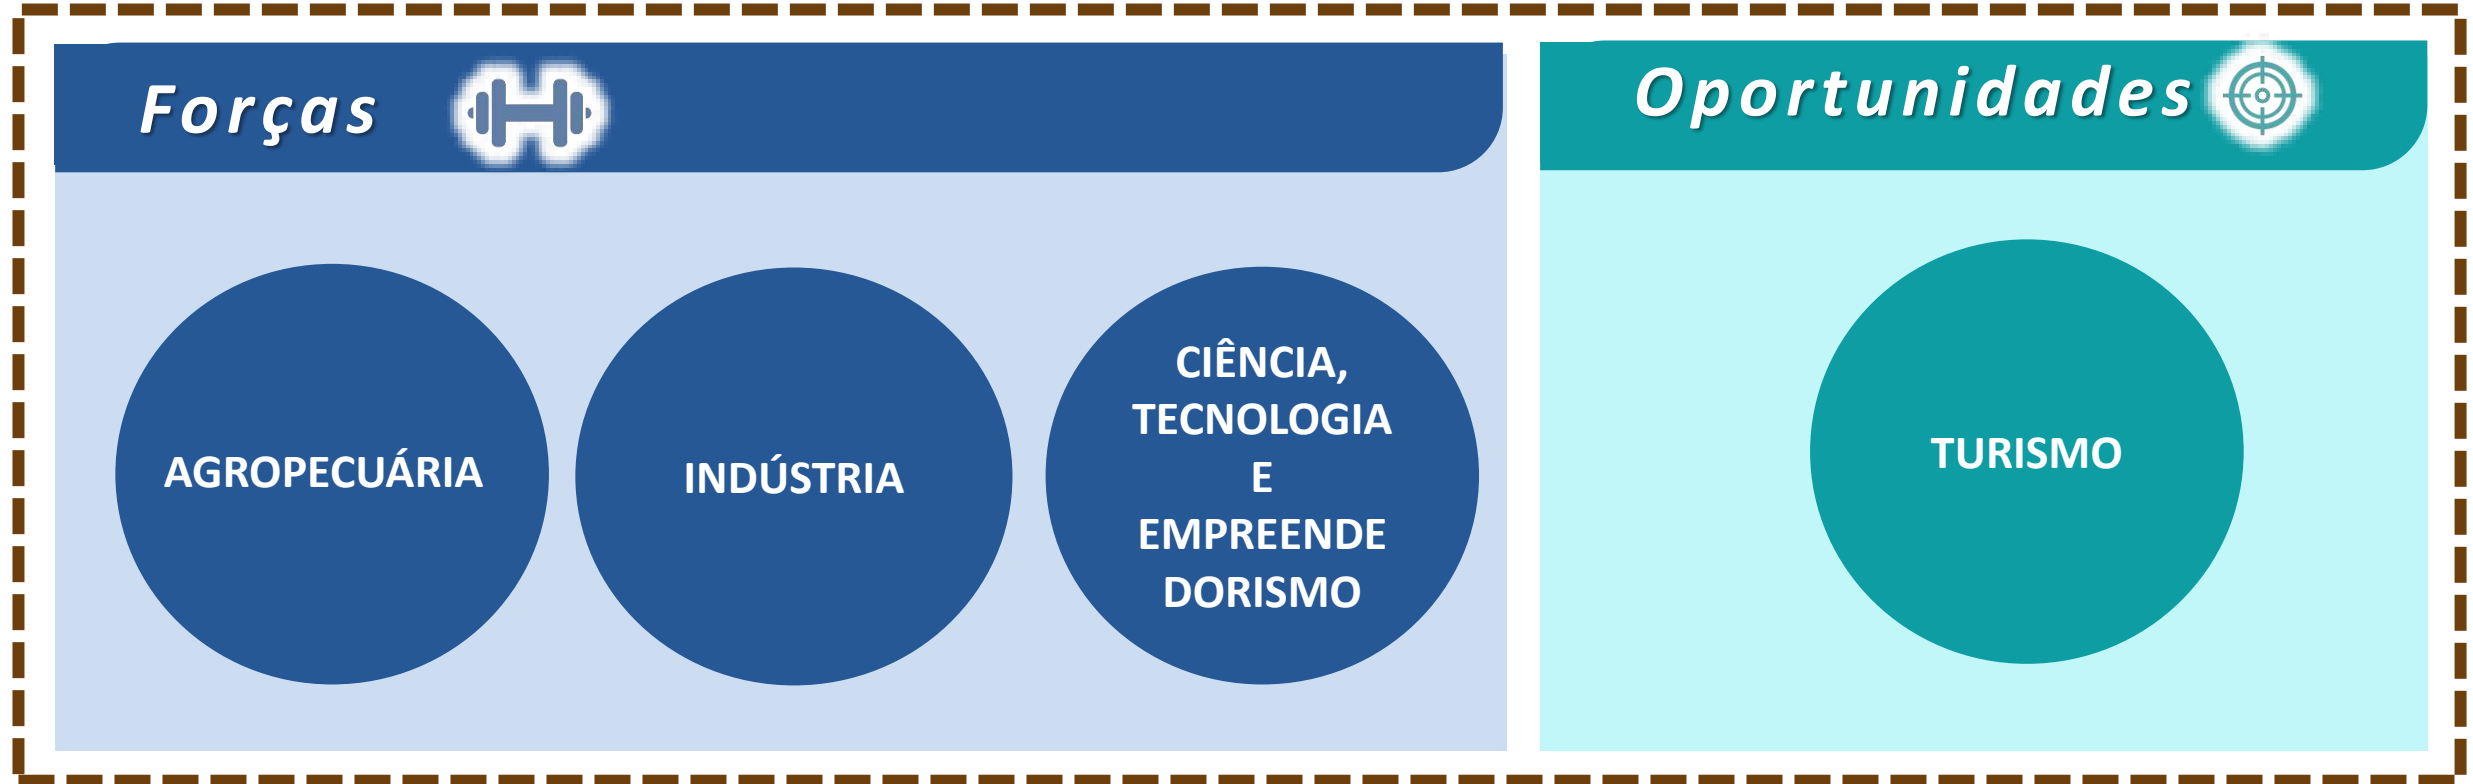 Forças
AGROPECUÁRIA
INDÚSTRIA
CIÊNCIA,
TECNOLOGIA
E
EMPREENDE
DORISMO
Oportunidades
TURISMO